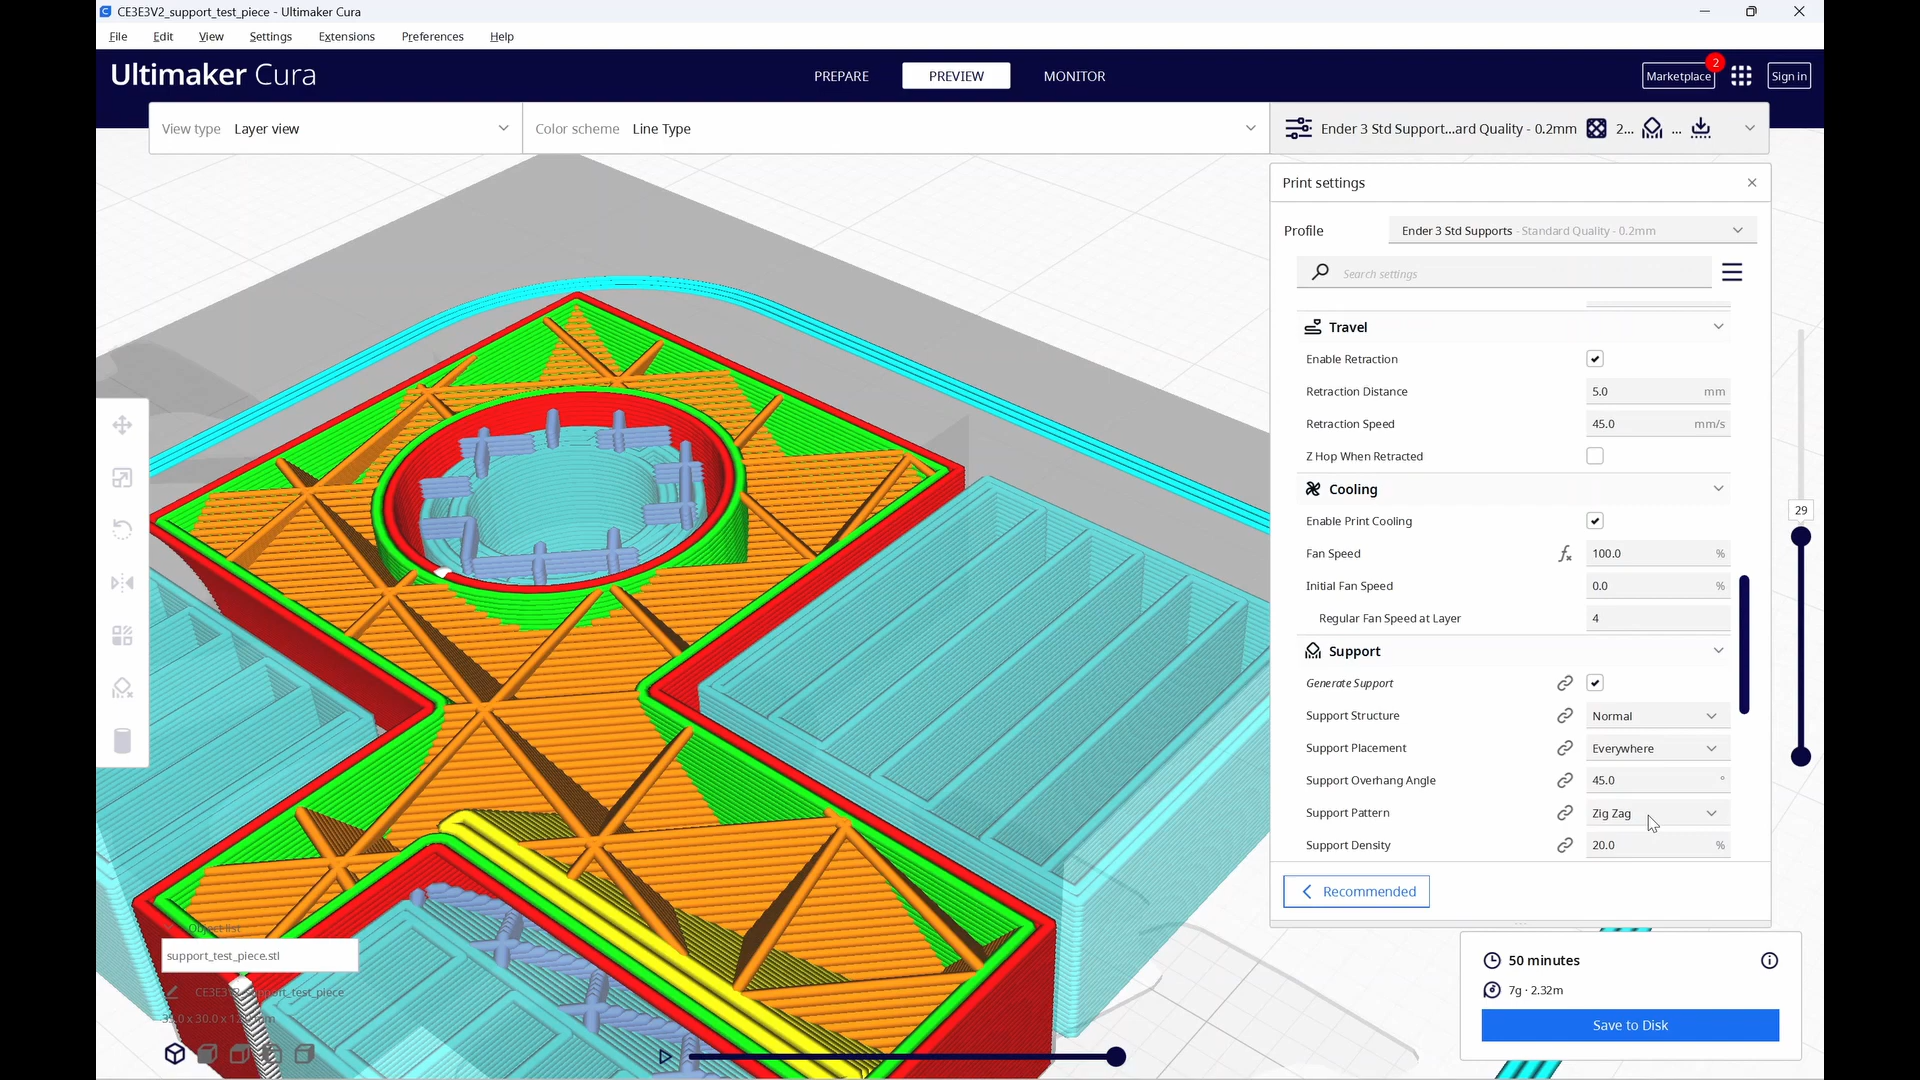 CE3E3V2_support_test_piece - Ultimaker Cura
File Edit View Settings Extensions Preferences Help
Ultimaker Cura
PREPARE PREVIEW MONITOR
Marketplace 2 Sign in
View type Layer view
Color scheme Line Type
Ender 3 Std Support...ard Quality - 0.2mm 2... ...
Print settings
Profile Ender 3 Std Supports - Standard Quality - 0.2mm
Search settings
Travel
Enable Retraction
Retraction Distance 5.0 mm
Retraction Speed 45.0 mm/s
Z Hop When Retracted
Cooling
29
Enable Print Cooling
Fan Speed 100.0 %
Initial Fan Speed 0.0 %
Regular Fan Speed at Layer 4
Support
Generate Support
Support Structure Normal
Support Placement Everywhere
Support Overhang Angle 45.0 °
Support Pattern Zig Zag
Support Density 20.0 %
Recommended
Object list
support_test_piece.stl
50 minutes
7g · 2.32m
Save to Disk